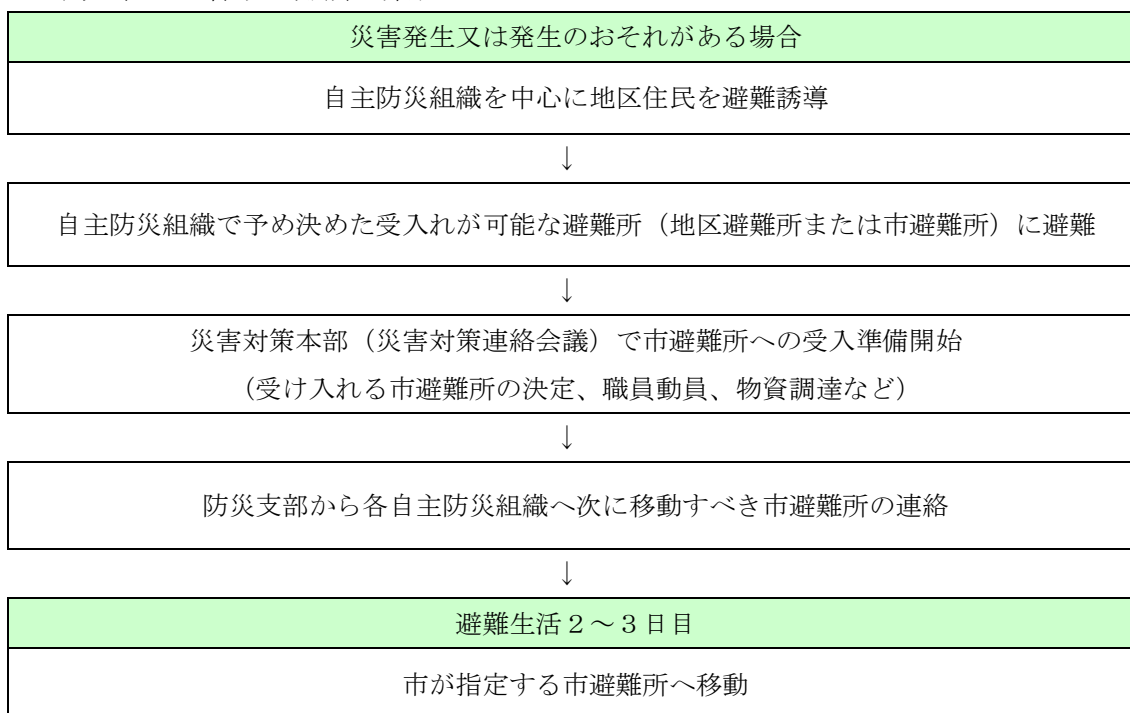 災害発生又は発生のおそれがある場合
自主防災組織を中心に地区住民を避難誘導
↓
自主防災組織で予め決めた受入れが可能な避難所（地区避難所または市避難所）に避難
↓
災害対策本部（災害対策連絡会議）で市避難所への受入準備開始
（受け入れる市避難所の決定、職員動員、物資調達など）
↓
防災支部から各自主防災組織へ次に移動すべき市避難所の連絡
↓
避難生活２～３日目
市が指定する市避難所へ移動